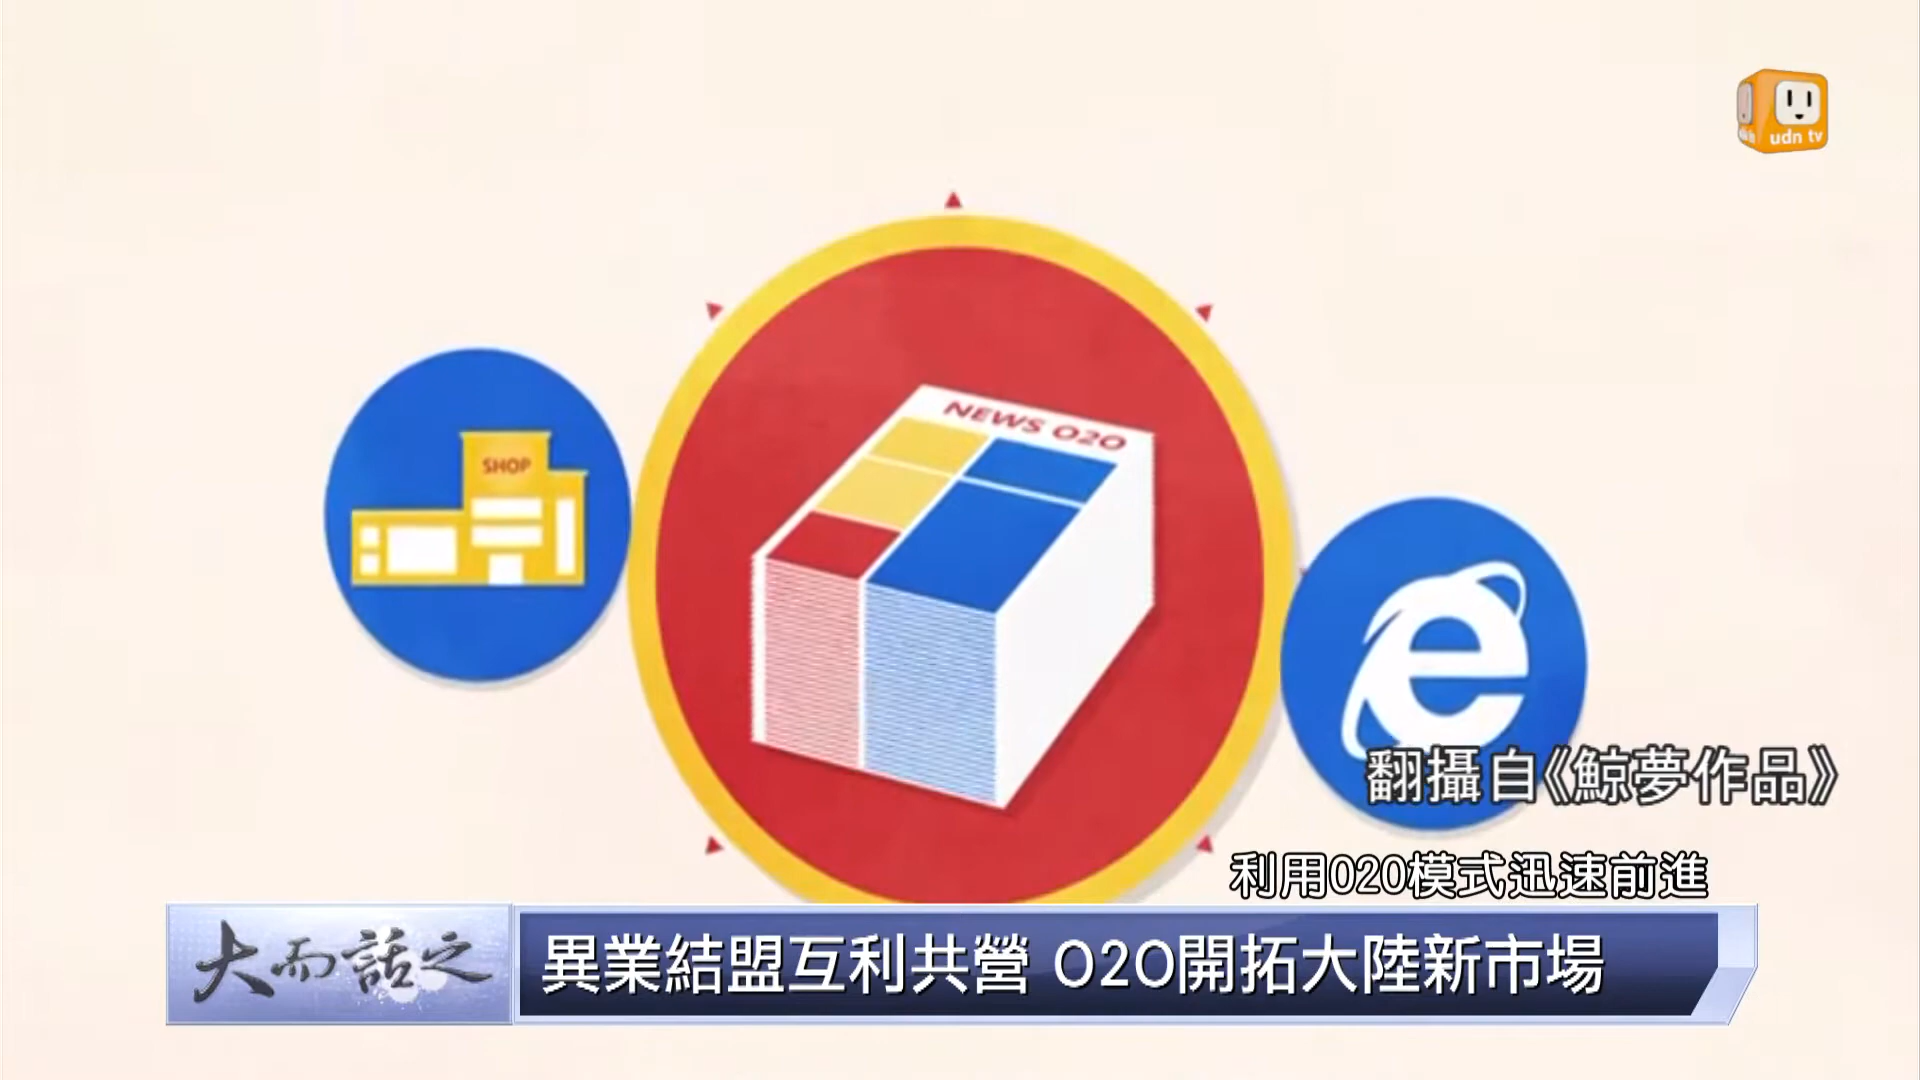 udn tv
NEWS O2O
SHOP
翻攝自《鯨夢作品》
利用O2O模式迅速前進
大而話之
異業結盟互利共營 O2O開拓大陸新市場